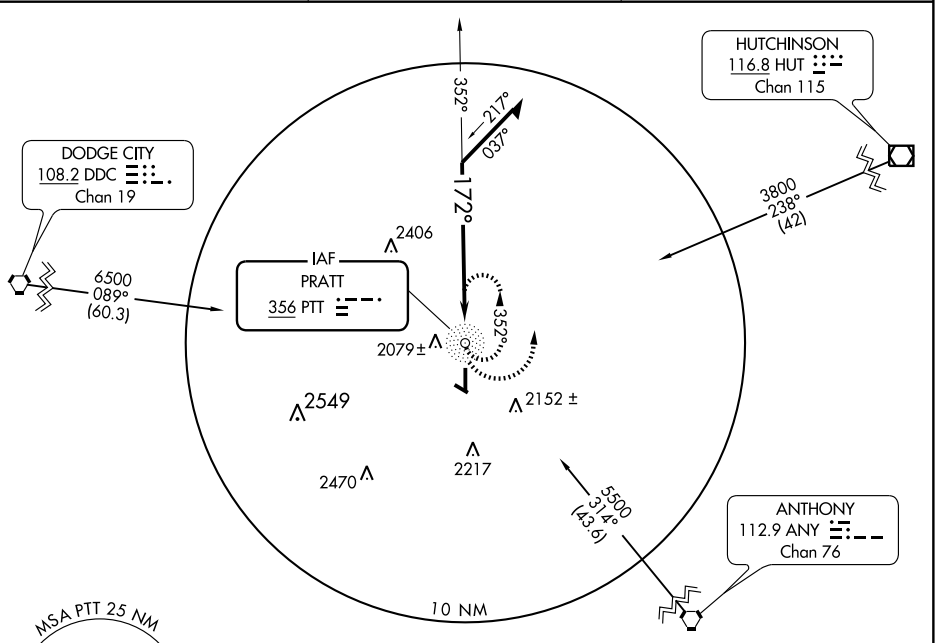 HUTCHINSON
116.8 HUT
Chan 115
352°
217°
037°
DODGE CITY
108.2 DDC
Chan 19
172°
3800
238°
(42)
2406
IAF
PRATT
356 PTT
6500
089°
(60.3)
352°
2079±
2549
2152 ±
2217
2470
5500
314°
(43.6)
ANTHONY
112.9 ANY
Chan 76
10 NM
MSA PTT 25 NM